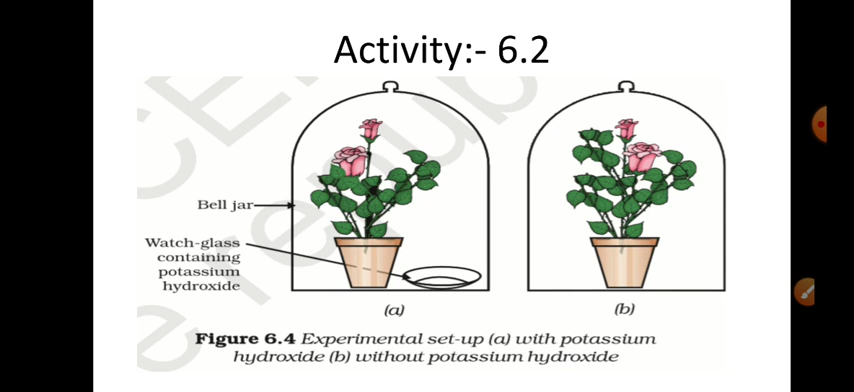 Activity:- 6.2
Bell jar
Watch-glass
containing
potassium
hydroxide
(a)
(b)
Figure 6.4 Experimental set-up (a) with potassium
hydroxide (b) without potassium hydroxide